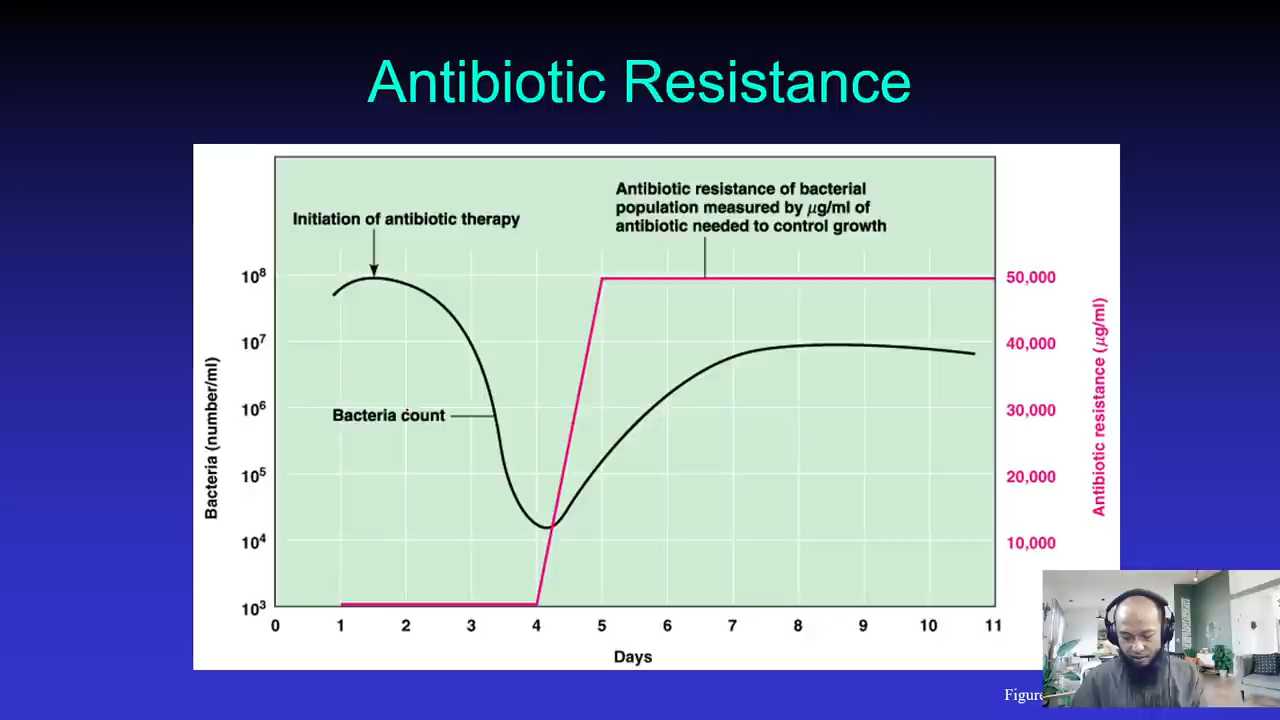 Antibiotic Resistance
Initiation of antibiotic therapy
Antibiotic resistance of bacterial
population measured by µg/ml of
antibiotic needed to control growth
Bacteria count
Bacteria (number/ml)
10⁸
10⁷
10⁶
10⁵
10⁴
10³
50,000
40,000
30,000
20,000
10,000
Antibiotic resistance (µg/ml)
0 1 2 3 4 5 6 7 8 9 10 11
Days
Figure